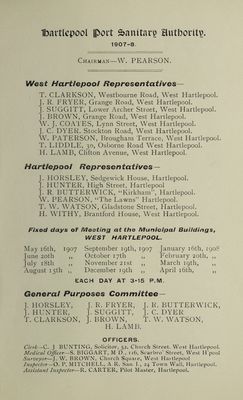 Hartlepool Port Sanitary Authority.
1907-8.
CHAIRMAN—W. PEARSON.
West Hartlepool Representatives—
T. CLARKSON, Westbourne Road, West Hartlepool.
J. R. FRYER, Grange Road, West Hartlepool.
J. SUGGITT, Lower Archer Street, West Hartlepool.
J. BROWN, Grange Road, West Hartlepool.
W. J. COATES, Lynn Street, West Hartlepool.
J. C. DYER, Stockton Road, West Hartlepool.
W. PATERSON, Brougham Terrace, West Hartlepool.
T. LIDDLE, 30, Osborne Road West Hartlepool.
H. LAMB, Clifton Avenue, West Hartlepool.
Hartlepool Representatives—
J. HORSLEY, Sedgewick House, Hartlepool.
J. HUNTER, High Street, Hartlepool
J. R. BUTTERWICK, "Kirkham", Hartlepool.
W. PEARSON, "The Lawns" Hartlepool.
T. W. WATSON, Gladstone Street, Hartlepool.
H. WITHY, Brantford House, West Hartlepool.
Fixed days of Meeting at the Municipal Buildings,
WEST HARTLEPOOL.
May 16th, 1907 September 19th, 1907 January 16th, 1908
June 20th „ October 17th „ February 20th, „
July 18th „ November 21st „ March 19th, „
August 15th „ December 19th „ April 16th, „
EACH DAY AT 3-15 P.M.
General Purposes Committee—
J. HORSLEY, J. R. FRYER, J. R. BUTTERWICK,
J. HUNTER, J. SUGGITT, J. C. DYER
T. CLARKSON, J. BROWN, T. W. WATSON,
H. LAMB.
OFFICERS.
Clerk—C. J. BUNTING, Solicitor, 32, Church Street, West Hartlepool.
Medical Officer—S. BIGGART, M D., 116, Scarbro' Street, West H'pool
Surveyor—J. W. BROWN, Church Square, West Hartlepool
Inspector—O. P. MITCHELL, A R. San I., 24 Town Wall, Hartlepool.
Assistant Inspector—R. CARTER, Pilot Master, Hartlepool.